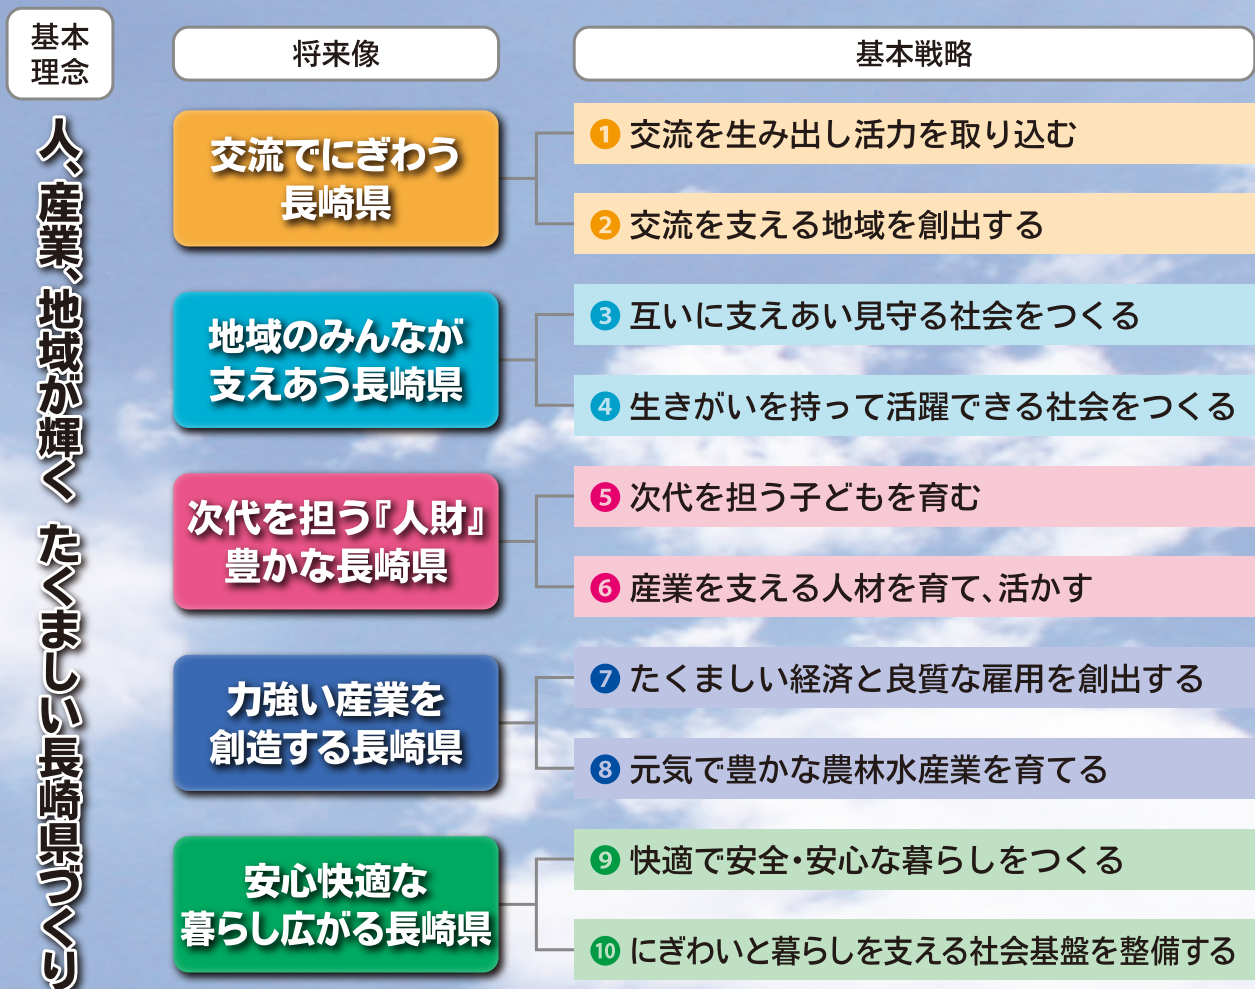 基本
理念
人、産業、地域が輝く たくましい長崎県づくり
将来像
基本戦略
交流でにぎわう
長崎県
❶ 交流を生み出し活力を取り込む
❷ 交流を支える地域を創出する
地域のみんなが
支えあう長崎県
❸ 互いに支えあい見守る社会をつくる
❹ 生きがいを持って活躍できる社会をつくる
次代を担う『人財』
豊かな長崎県
❺ 次代を担う子どもを育む
❻ 産業を支える人材を育て、活かす
力強い産業を
創造する長崎県
❼ たくましい経済と良質な雇用を創出する
❽ 元気で豊かな農林水産業を育てる
安心快適な
暮らし広がる長崎県
❾ 快適で安全・安心な暮らしをつくる
❿ にぎわいと暮らしを支える社会基盤を整備する